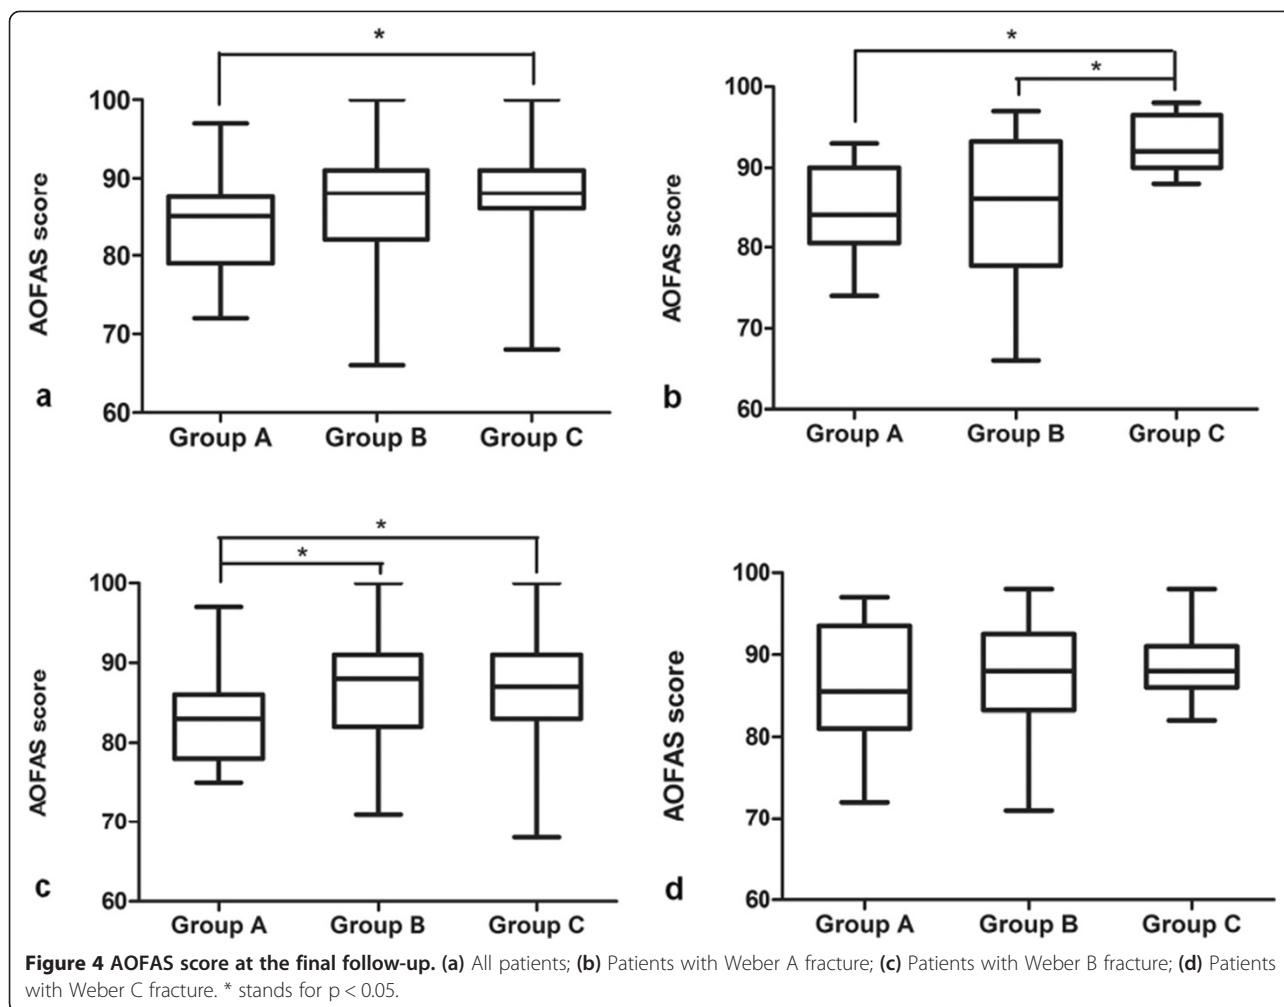 *
100
90
80
70
60
AOFAS score
a
Group A Group B Group C
*
*
100
90
80
70
60
AOFAS score
b
Group A Group B Group C
*
*
100
90
80
70
60
AOFAS score
c
Group A Group B Group C
100
90
80
70
60
AOFAS score
d
Group A Group B Group C
Figure 4 AOFAS score at the final follow-up. (a) All patients; (b) Patients with Weber A fracture; (c) Patients with Weber B fracture; (d) Patients
with Weber C fracture. * stands for p < 0.05.